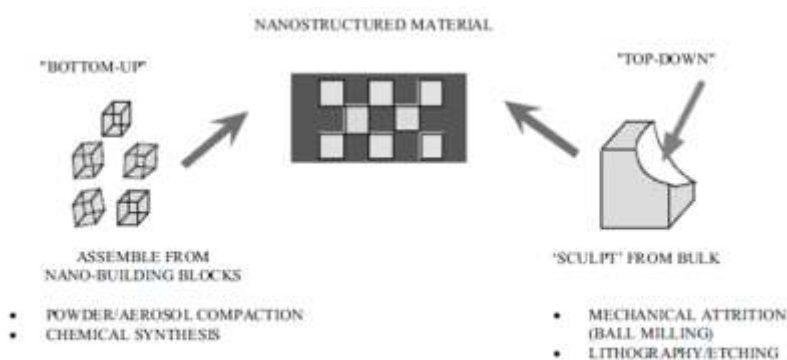 NANOSTRUCTURED MATERIAL
"BOTTOM-UP"
"TOP-DOWN"
ASSEMBLE FROM
NANO-BUILDING BLOCKS
• POWDER/AEROSOL COMPACTION
• CHEMICAL SYNTHESIS
'SCULPT' FROM BULK
• MECHANICAL ATTRITION
(BALL MILLING)
• LITHOGRAPHY/ETCHING